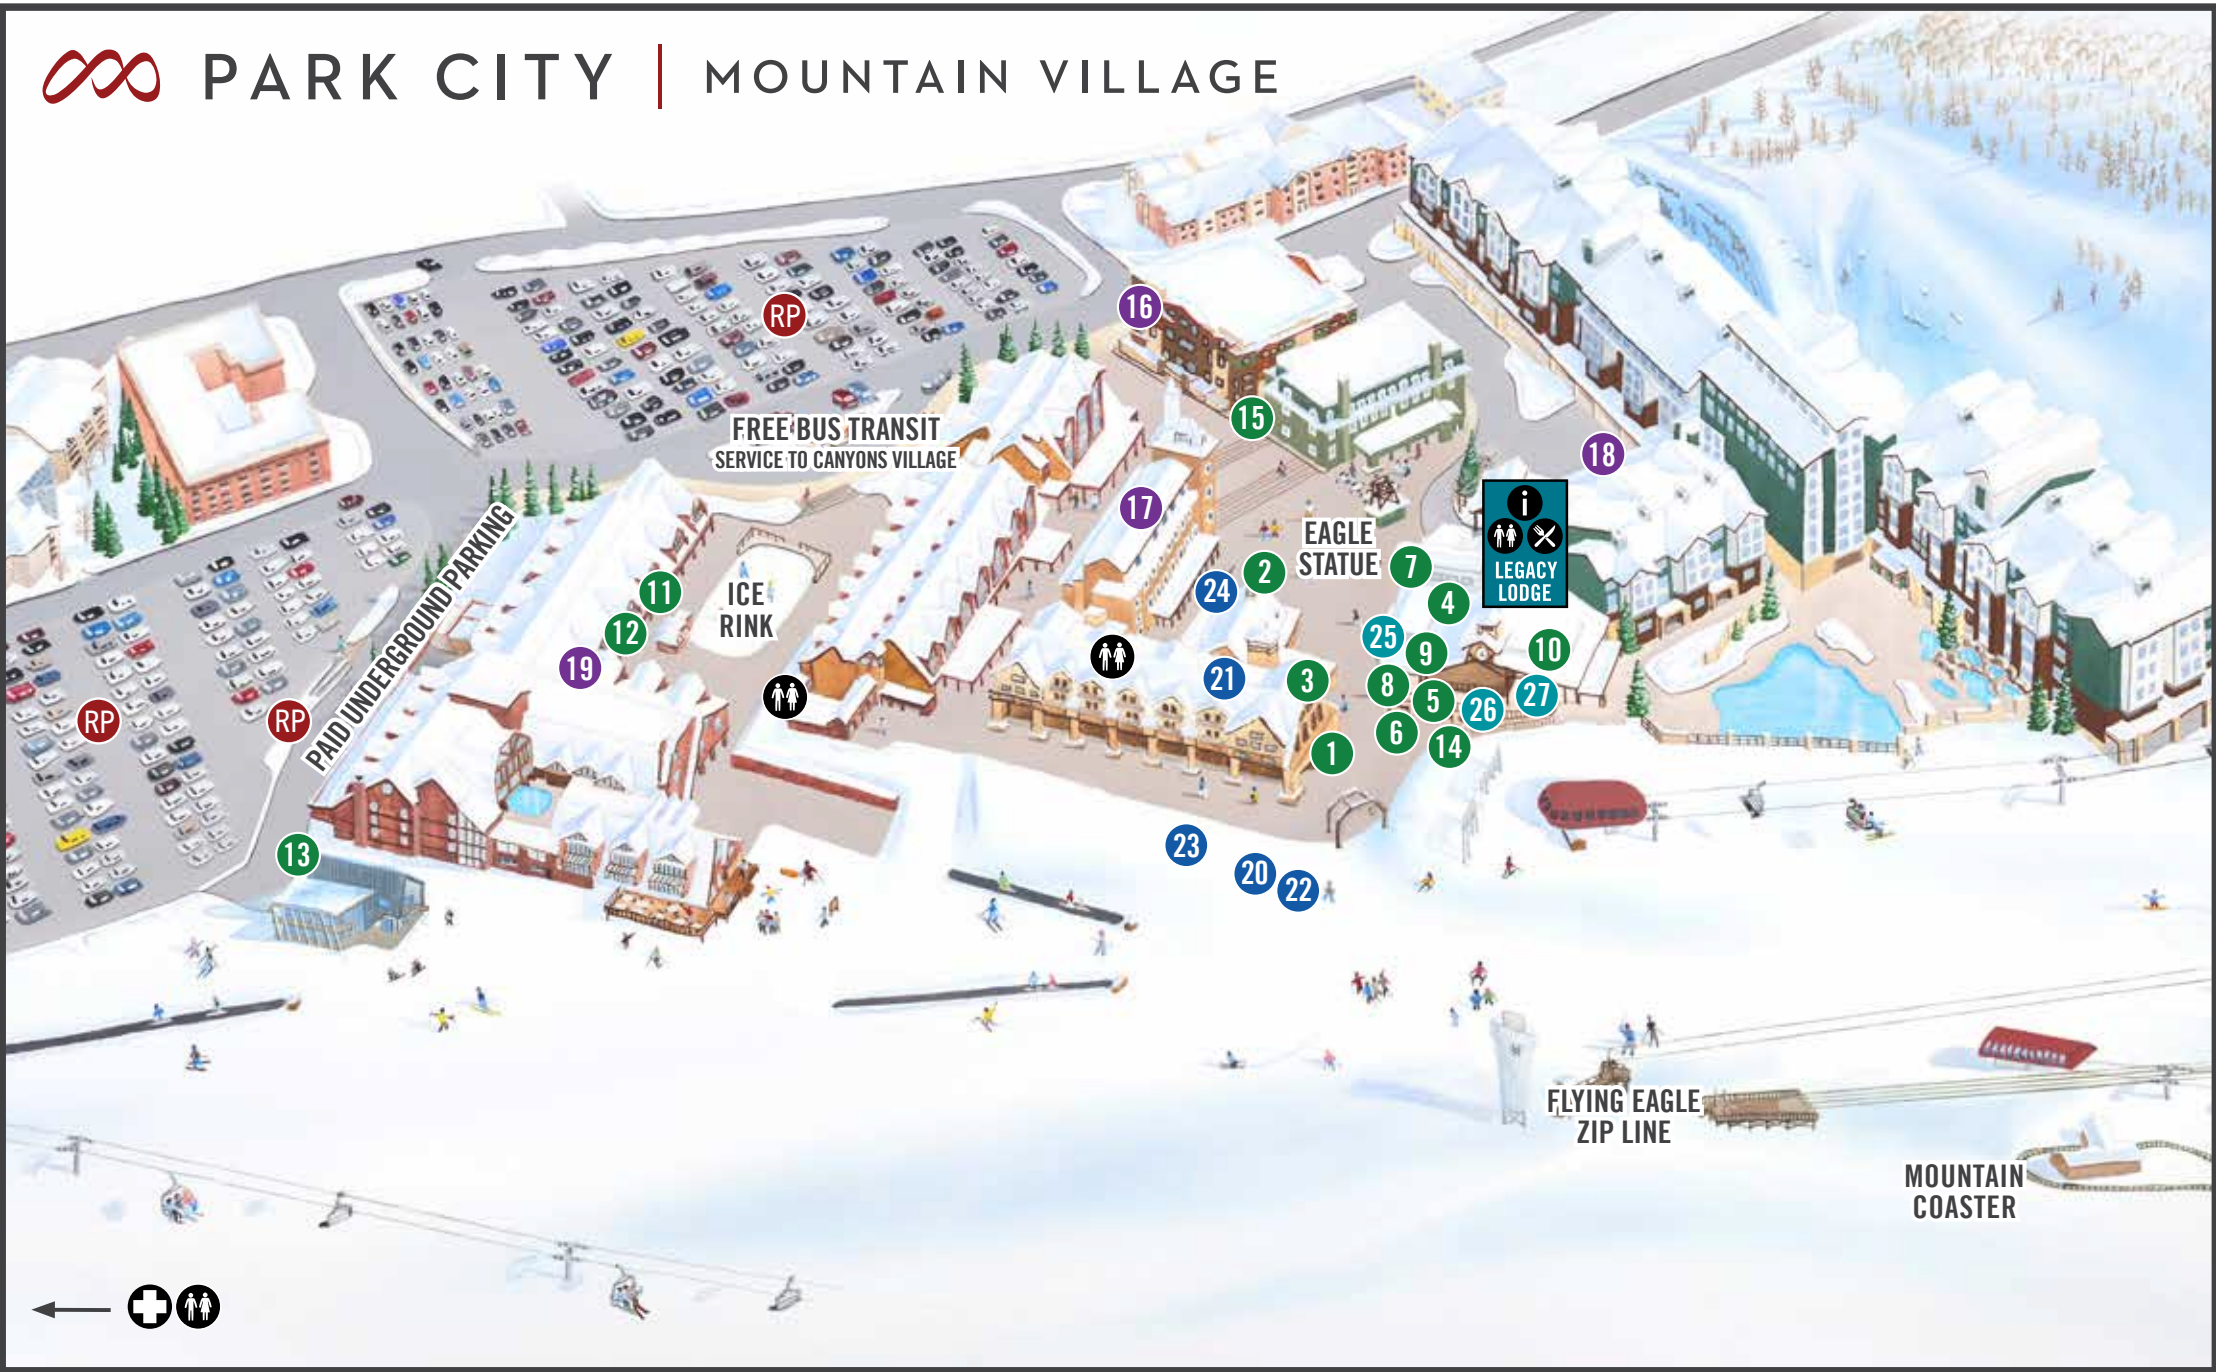 PARK CITY | MOUNTAIN VILLAGE
16
RP
15
FREE BUS TRANSIT
SERVICE TO CANYONS VILLAGE
18
17
i
EAGLE
STATUE
LEGACY
LODGE
PAID UNDERGROUND PARKING
7
2
24
11
ICE
RINK
4
12
25
9
10
19
21
3
8
5
26
27
RP
RP
6
14
1
13
23
20
22
FLYING EAGLE
ZIP LINE
MOUNTAIN
COASTER